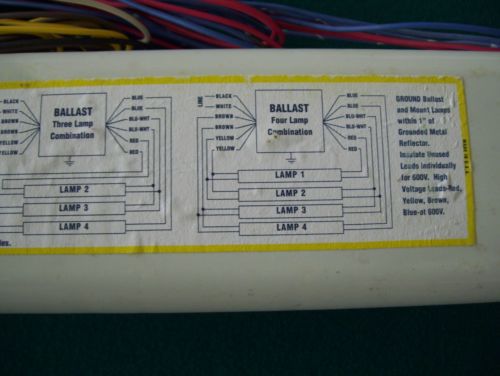 BLACK
WHITE
BROWN
BROWN
YELLOW
YELLOW
BALLAST
Three Lamp
Combination
BLUE
BLUE
BLU-WHT
BLU-WHT
RED
RED
LAMP 2
LAMP 3
LAMP 4
LINE
BLACK
WHITE
BROWN
BROWN
YELLOW
YELLOW
BALLAST
Four Lamp
Combination
BLUE
BLUE
BLU-WHT
BLU-WHT
RED
RED
LAMP 1
LAMP 2
LAMP 3
LAMP 4
GROUND Ballast
and Mount Lamps
within 1" of
Grounded Metal
Reflector.
Insulate Unused
Leads individually
for 600V. High
Voltage Leads-Red,
Yellow, Brown,
Blue-at 600V.